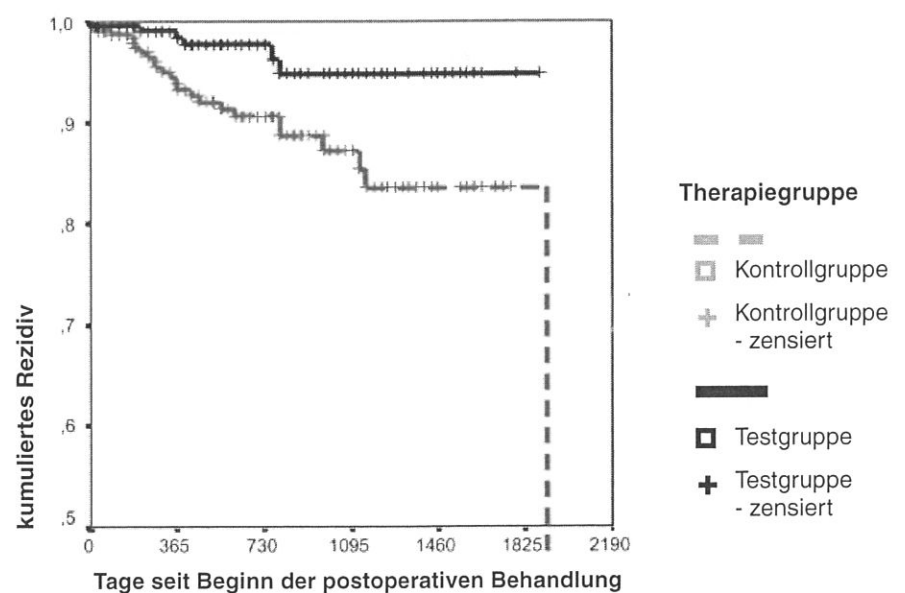 1,0
,9
,8
,7
,6
,5
kumuliertes Rezidiv
0 365 730 1095 1460 1825 2190
Tage seit Beginn der postoperativen Behandlung
Therapiegruppe
Kontrollgruppe
Kontrollgruppe
- zensiert
Testgruppe
Testgruppe
- zensiert